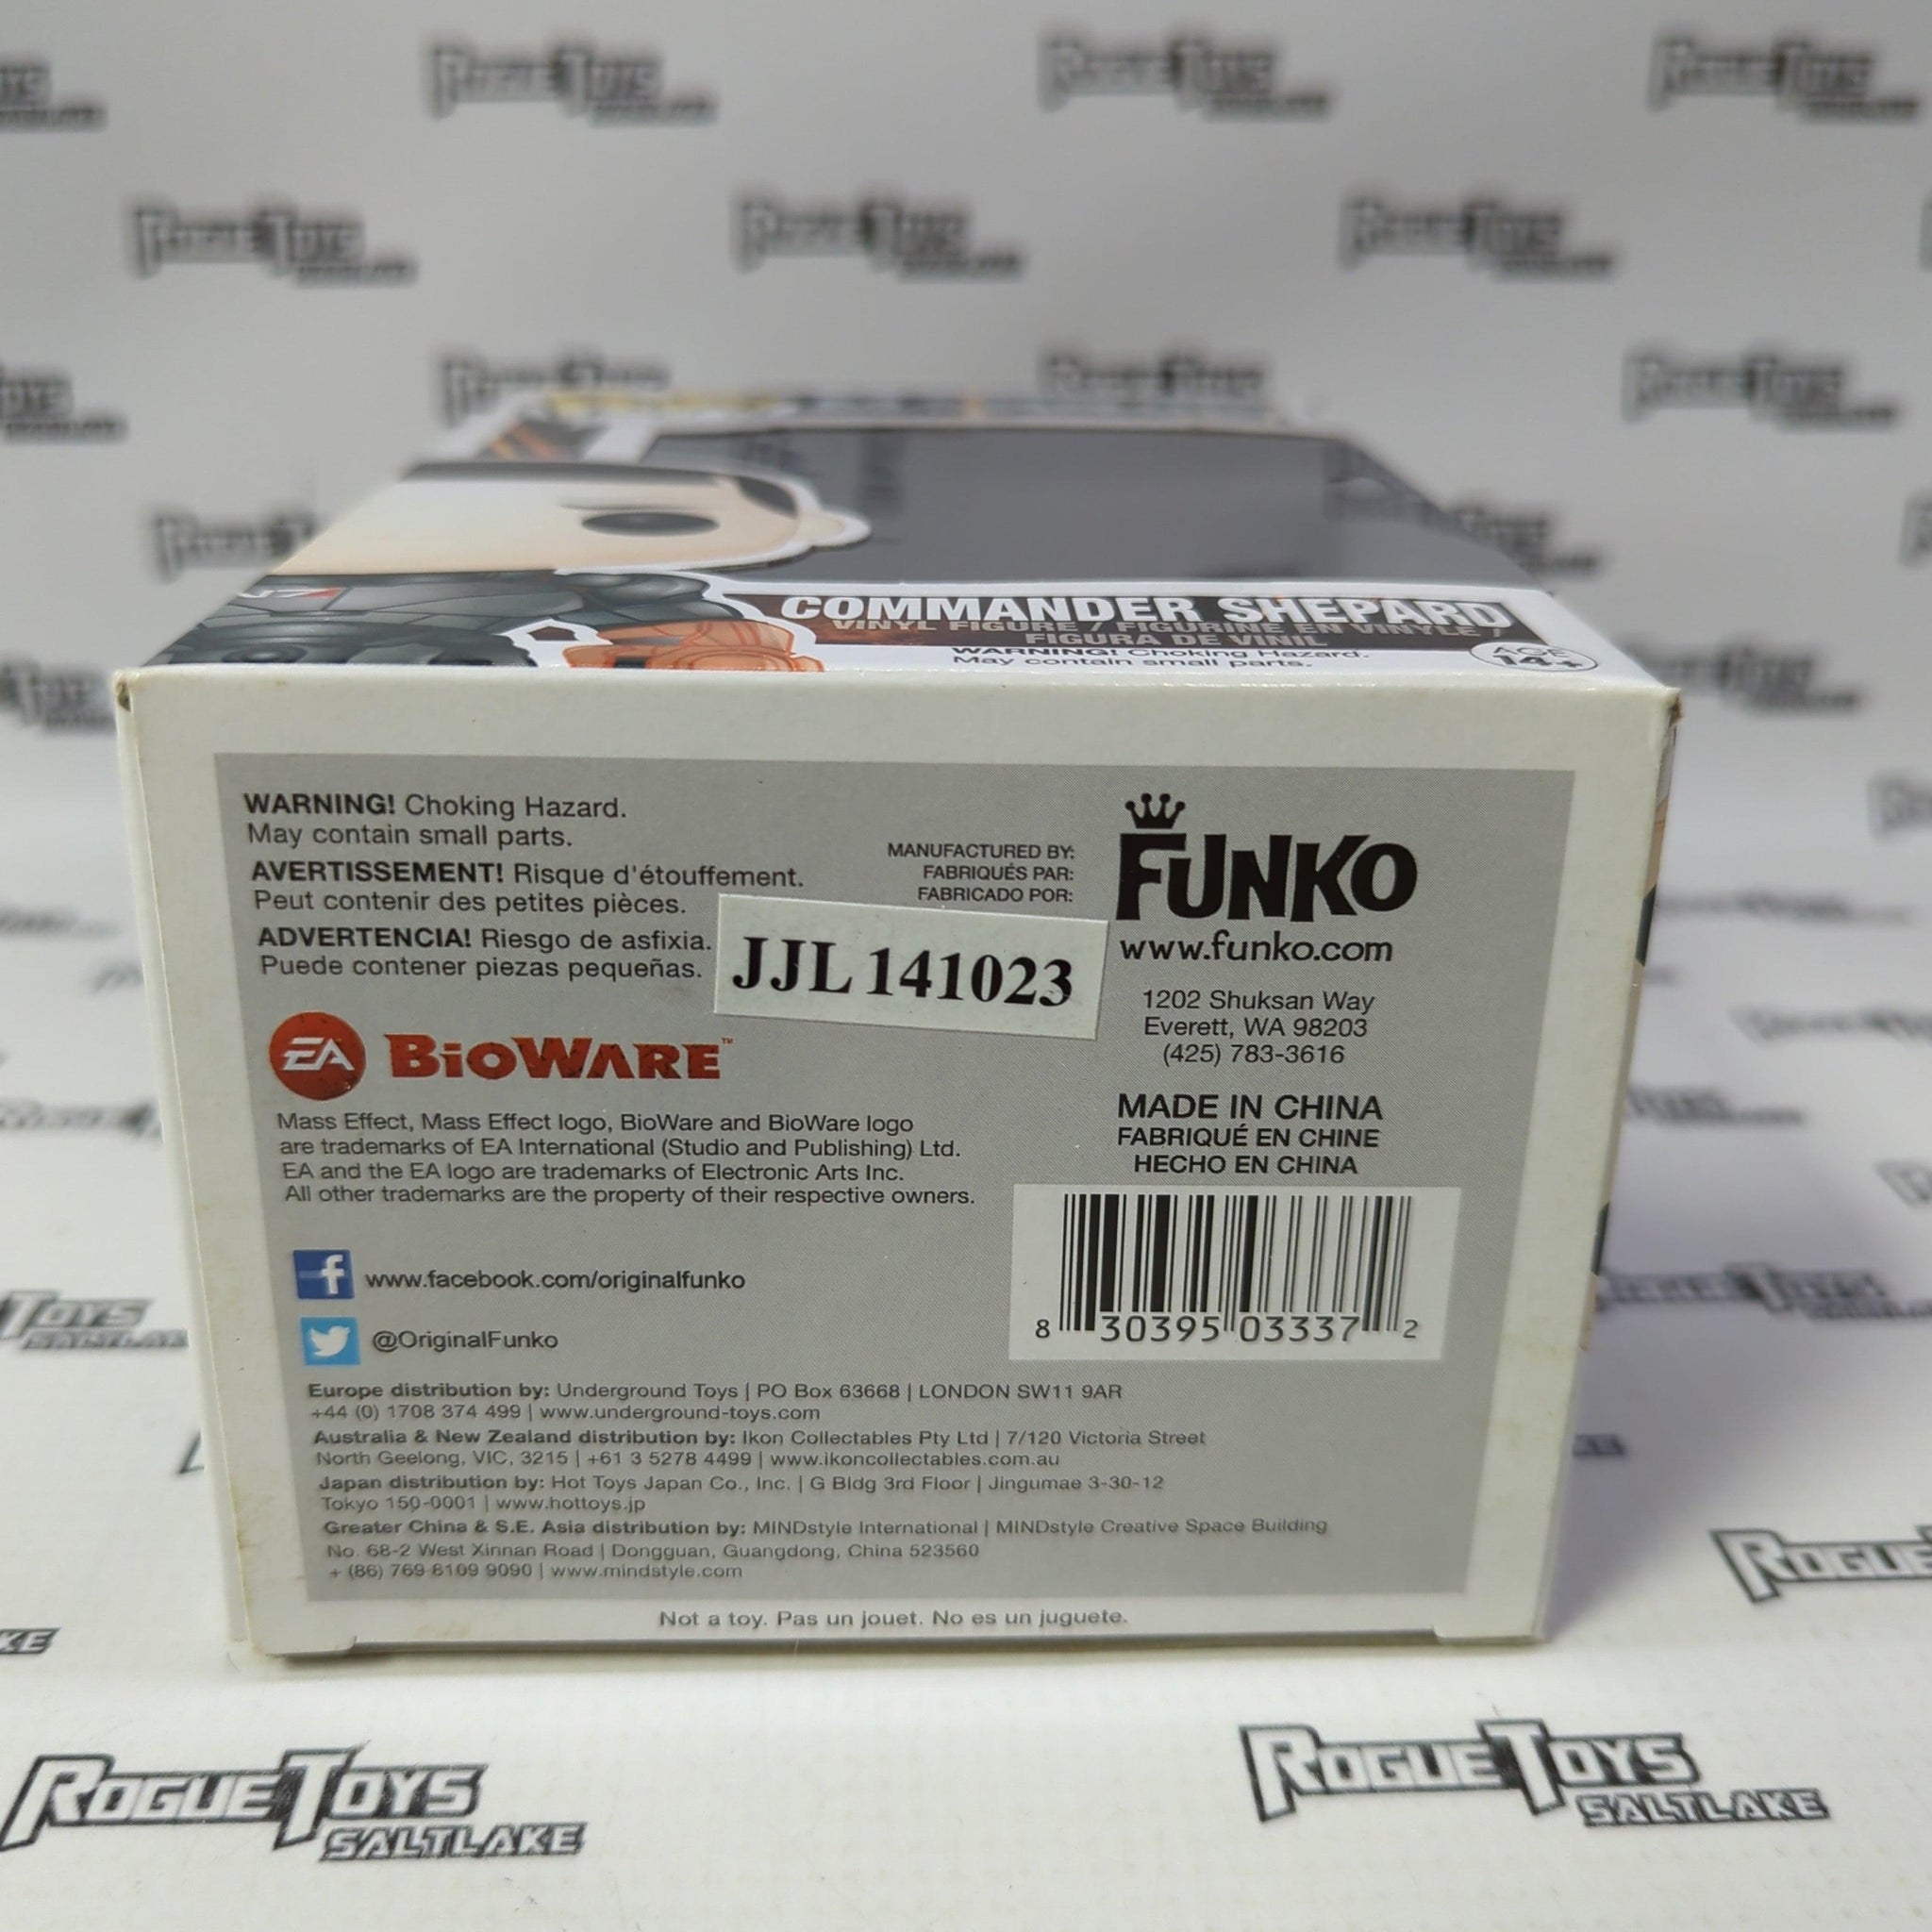 COMMANDER SHEPARD
VINYL FIGURE / FIGURINE EN VINYLE /
FIGURA DE VINIL
WARNING! Choking Hazard.
May contain small parts.
AGE
14+
WARNING! Choking Hazard.
May contain small parts.
AVERTISSEMENT! Risque d'étouffement.
Peut contenir des petites pièces.
ADVERTENCIA! Riesgo de asfixia.
Puede contener piezas pequeñas.
JJL 141023
MANUFACTURED BY:
FABRIQUÉS PAR:
FABRICADO POR:
FUNKO
www.funko.com
1202 Shuksan Way
Everett, WA 98203
(425) 783-3616
MADE IN CHINA
FABRIQUÉ EN CHINE
HECHO EN CHINA
EA BIOWARE™
Mass Effect, Mass Effect logo, BioWare and BioWare logo
are trademarks of EA International (Studio and Publishing) Ltd.
EA and the EA logo are trademarks of Electronic Arts Inc.
All other trademarks are the property of their respective owners.
f www.facebook.com/originalfunko
@OriginalFunko
8 30395 03337 2
Europe distribution by: Underground Toys | PO Box 63668 | LONDON SW11 9AR
+44 (0) 1708 374 499 | www.underground-toys.com
Australia & New Zealand distribution by: Ikon Collectables Pty Ltd | 7/120 Victoria Street
North Geelong, VIC, 3215 | +61 3 5278 4499 | www.ikoncollectables.com.au
Japan distribution by: Hot Toys Japan Co., Inc. | G Bldg 3rd Floor | Jingumae 3-30-12
Tokyo 150-0001 | www.hottoys.jp
Greater China & S.E. Asia distribution by: MINDstyle International | MINDstyle Creative Space Building
No. 68-2 West Xinnan Road | Dongguan, Guangdong, China 523560
+ (86) 769 8109 9090 | www.mindstyle.com
Not a toy. Pas un jouet. No es un juguete.
ROGUE TOYS
SALTLAKE
ROGUE TOYS
SALTLAKE